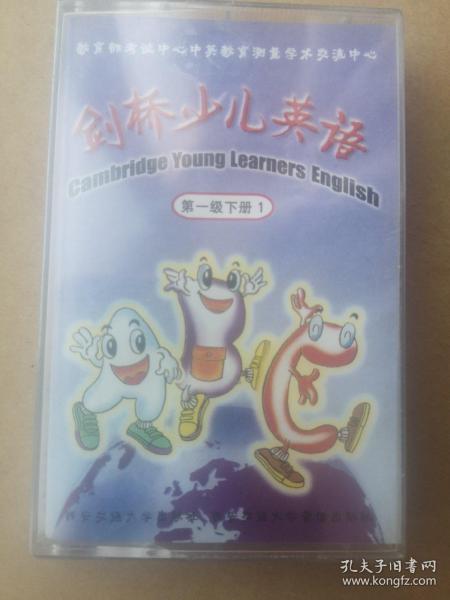 教育部考试中心中英教育测量学术交流中心
剑桥少儿英语
Cambridge Young Learners English
第一级下册 1
孔夫子旧书网
www.kongfz.com